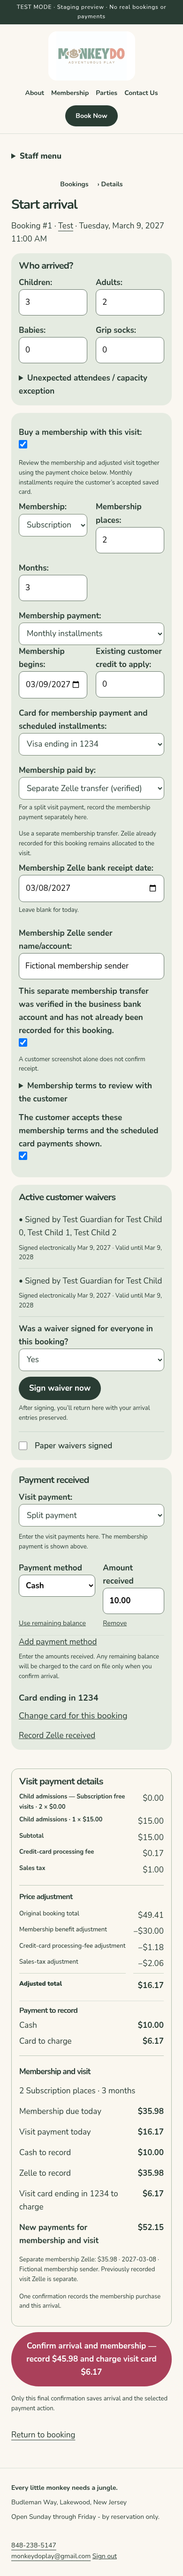 TEST MODE · Staging preview · No real bookings or
payments
MONKEYDO
ADVENTUROUS PLAY
About Membership Parties Contact Us
Book Now
▶ Staff menu
Bookings › Details
Start arrival
Booking #1 · Test · Tuesday, March 9, 2027
11:00 AM
Who arrived?
Children: Adults:
3 2
Babies: Grip socks:
0 0
▶ Unexpected attendees / capacity
exception
Buy a membership with this visit:
Review the membership and adjusted visit together
using the payment choice below. Monthly
installments require the customer's accepted saved
card.
Membership: Membership
places:
Subscription 2
Months:
3
Membership payment:
Monthly installments
Membership
begins: Existing customer
credit to apply:
03/09/2027 0
Card for membership payment and
scheduled installments:
Visa ending in 1234
Membership paid by:
Separate Zelle transfer (verified)
For a split visit payment, record the membership
payment separately here.
Use a separate membership transfer. Zelle already
recorded for this booking remains allocated to the
visit.
Membership Zelle bank receipt date:
03/08/2027
Leave blank for today.
Membership Zelle sender
name/account:
Fictional membership sender
This separate membership transfer
was verified in the business bank
account and has not already been
recorded for this booking.
A customer screenshot alone does not confirm
receipt.
▶ Membership terms to review with
the customer
The customer accepts these
membership terms and the scheduled
card payments shown.
Active customer waivers
• Signed by Test Guardian for Test Child
0, Test Child 1, Test Child 2
Signed electronically Mar 9, 2027 · Valid until Mar 9,
2028
• Signed by Test Guardian for Test Child
Signed electronically Mar 9, 2027 · Valid until Mar 9,
2028
Was a waiver signed for everyone in
this booking?
Yes
Sign waiver now
After signing, you'll return here with your arrival
entries preserved.
Paper waivers signed
Payment received
Visit payment:
Split payment
Enter the visit payments here. The membership
payment is shown above.
Payment method Amount
received
Cash 10.00
Use remaining balance Remove
Add payment method
Enter the amounts received. Any remaining balance
will be charged to the card on file only when you
confirm arrival.
Card ending in 1234
Change card for this booking
Record Zelle received
Visit payment details
Child admissions — Subscription free
visits · 2 × $0.00 $0.00
Child admissions · 1 × $15.00 $15.00
Subtotal $15.00
Credit-card processing fee $0.17
Sales tax $1.00
Price adjustment
Original booking total $49.41
Membership benefit adjustment −$30.00
Credit-card processing-fee adjustment −$1.18
Sales-tax adjustment −$2.06
Adjusted total $16.17
Payment to record
Cash $10.00
Card to charge $6.17
Membership and visit
2 Subscription places · 3 months
Membership due today $35.98
Visit payment today $16.17
Cash to record $10.00
Zelle to record $35.98
Visit card ending in 1234 to
charge $6.17
New payments for
membership and visit $52.15
Separate membership Zelle: $35.98 · 2027-03-08 ·
Fictional membership sender. Previously recorded
visit Zelle is separate.
One confirmation records the membership purchase
and this arrival.
Confirm arrival and membership —
record $45.98 and charge visit card
$6.17
Only this final confirmation saves arrival and the selected
payment action.
Return to booking
Every little monkey needs a jungle.
Budleman Way, Lakewood, New Jersey
Open Sunday through Friday - by reservation only.
848-238-5147
monkeydoplay@gmail.com Sign out